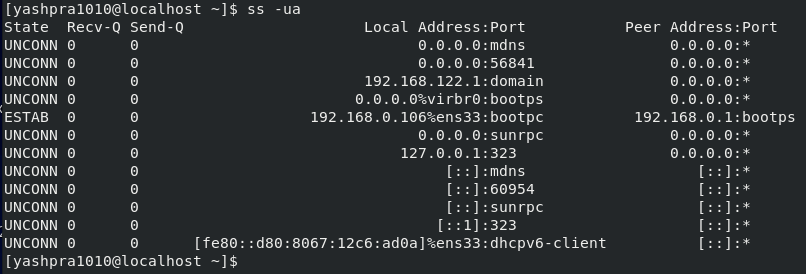 [yashpra1010@localhost ~]$ ss -ua
State  Recv-Q Send-Q                      Local Address:Port            Peer Address:Port
UNCONN 0      0                                 0.0.0.0:mdns                 0.0.0.0:*
UNCONN 0      0                                 0.0.0.0:56841                0.0.0.0:*
UNCONN 0      0                           192.168.122.1:domain               0.0.0.0:*
UNCONN 0      0                          0.0.0.0%virbr0:bootps               0.0.0.0:*
ESTAB  0      0                     192.168.0.106%ens33:bootpc           192.168.0.1:bootps
UNCONN 0      0                                 0.0.0.0:sunrpc               0.0.0.0:*
UNCONN 0      0                               127.0.0.1:323                  0.0.0.0:*
UNCONN 0      0                                    [::]:mdns                    [::]:*
UNCONN 0      0                                    [::]:60954                   [::]:*
UNCONN 0      0                                    [::]:sunrpc                  [::]:*
UNCONN 0      0                                   [::1]:323                     [::]:*
UNCONN 0      0      [fe80::d80:8067:12c6:ad0a]%ens33:dhcpv6-client            [::]:*
[yashpra1010@localhost ~]$